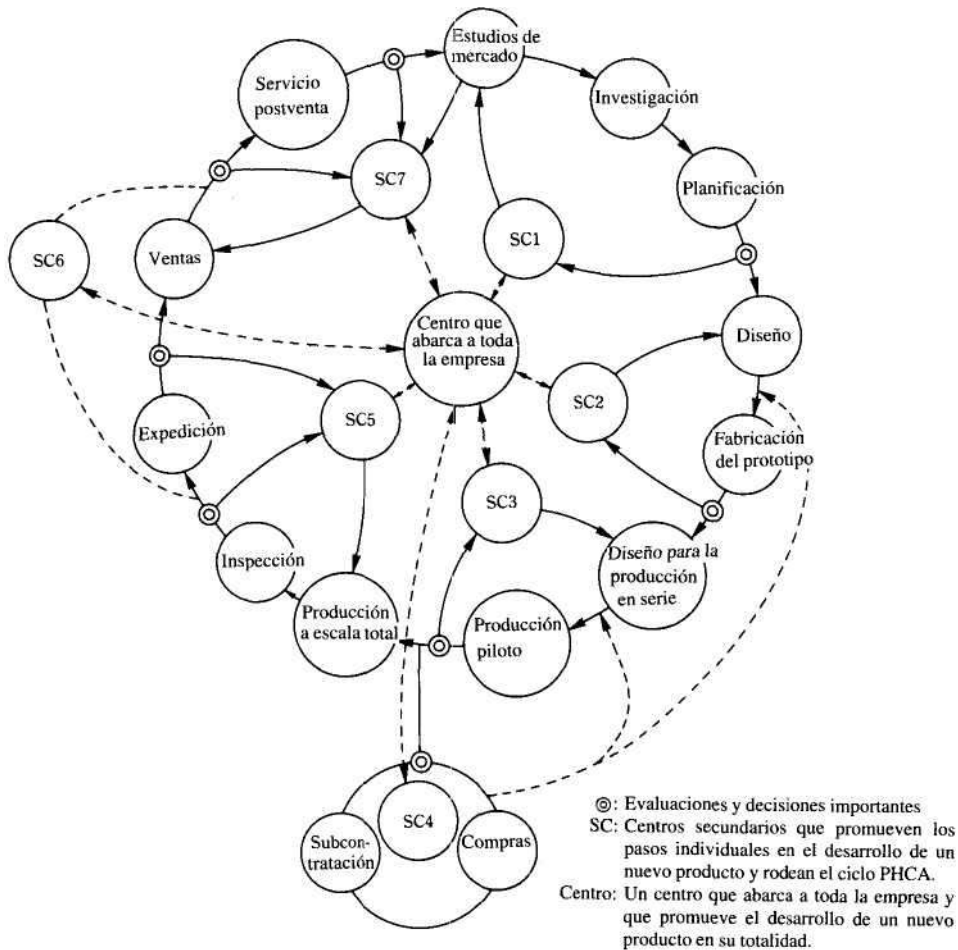 Estudios de
mercado
Servicio
postventa
Investigación
SC7
Planificación
SC1
SC6
Ventas
Centro que
abarca a toda
la empresa
Diseño
SC2
SC5
Expedición
Fabricación
del prototipo
SC3
Inspección
Diseño para la
producción
en serie
Producción
a escala total
Producción
piloto
SC4
Subcon-
tratación
Compras
◎: Evaluaciones y decisiones importantes
SC: Centros secundarios que promueven los
pasos individuales en el desarrollo de un
nuevo producto y rodean el ciclo PHCA.
Centro: Un centro que abarca a toda la empresa y
que promueve el desarrollo de un nuevo
producto en su totalidad.